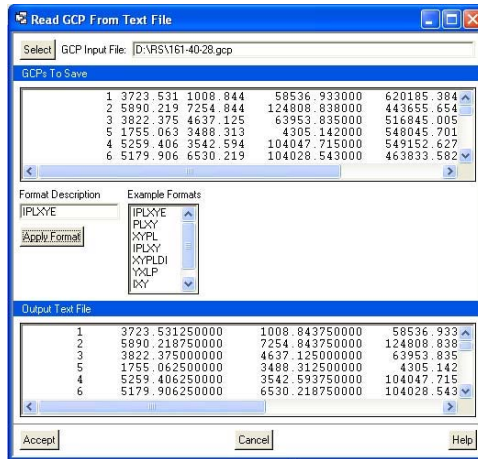 Read GCP From Text File
Select GCP Input File: D:\RS\161-40-28.gcp
GCPs To Save
1 3723.531 1008.844 58536.933000 620185.384
2 5890.219 7254.844 124808.838000 443655.654
3 3822.375 4637.125 63953.835000 516845.005
5 1755.063 3488.313 4305.142000 548045.701
4 5259.406 3542.594 104047.715000 549152.627
6 5179.906 6530.219 104028.543000 463833.582
Format Description
IPLXYE
Apply Format
Example Formats
IPLXYE
PLXY
XYPL
IPLXY
XYPLDI
YXLP
IXY
Output Text File
1 3723.531250000 1008.843750000 58536.933
2 5890.218750000 7254.843750000 124808.838
3 3822.375000000 4637.125000000 63953.835
5 1755.062500000 3488.312500000 4305.142
4 5259.406250000 3542.593750000 104047.715
6 5179.906250000 6530.218750000 104028.543
Accept Cancel Help